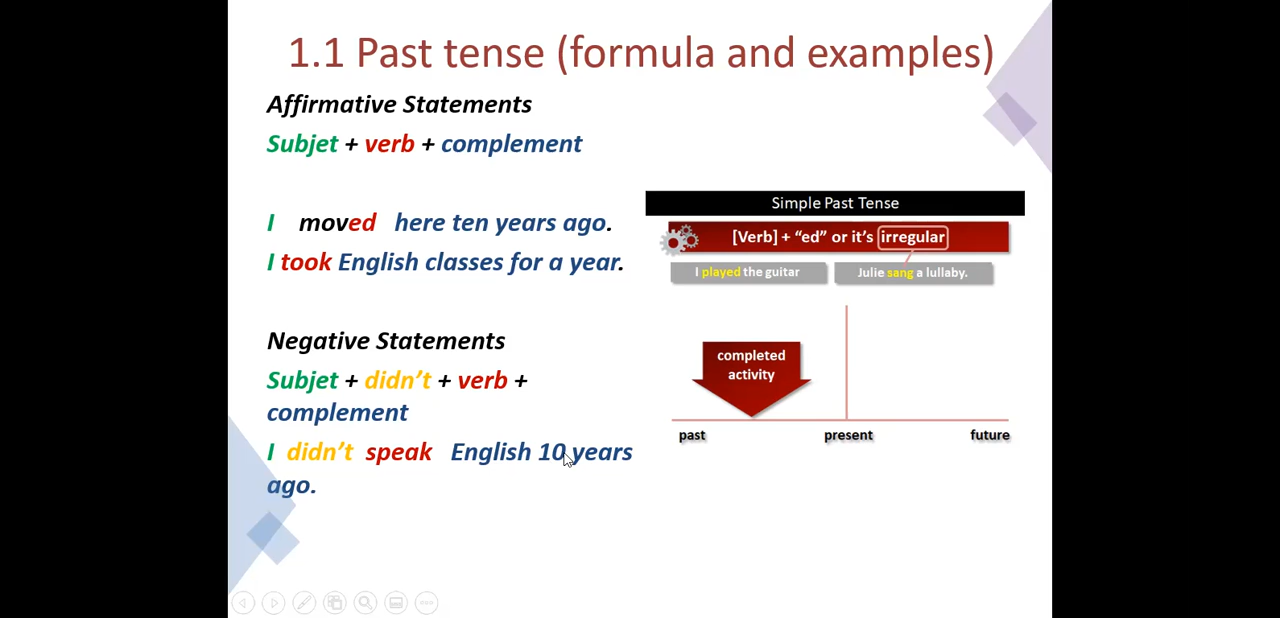 1.1 Past tense (formula and examples)
Affirmative Statements
Subjet + verb + complement
I moved here ten years ago.
I took English classes for a year.
Negative Statements
Subjet + didn't + verb +
complement
I didn't speak English 10 years
ago.
Simple Past Tense
[Verb] + "ed" or it's irregular
I played the guitar
Julie sang a lullaby.
completed
activity
past present future